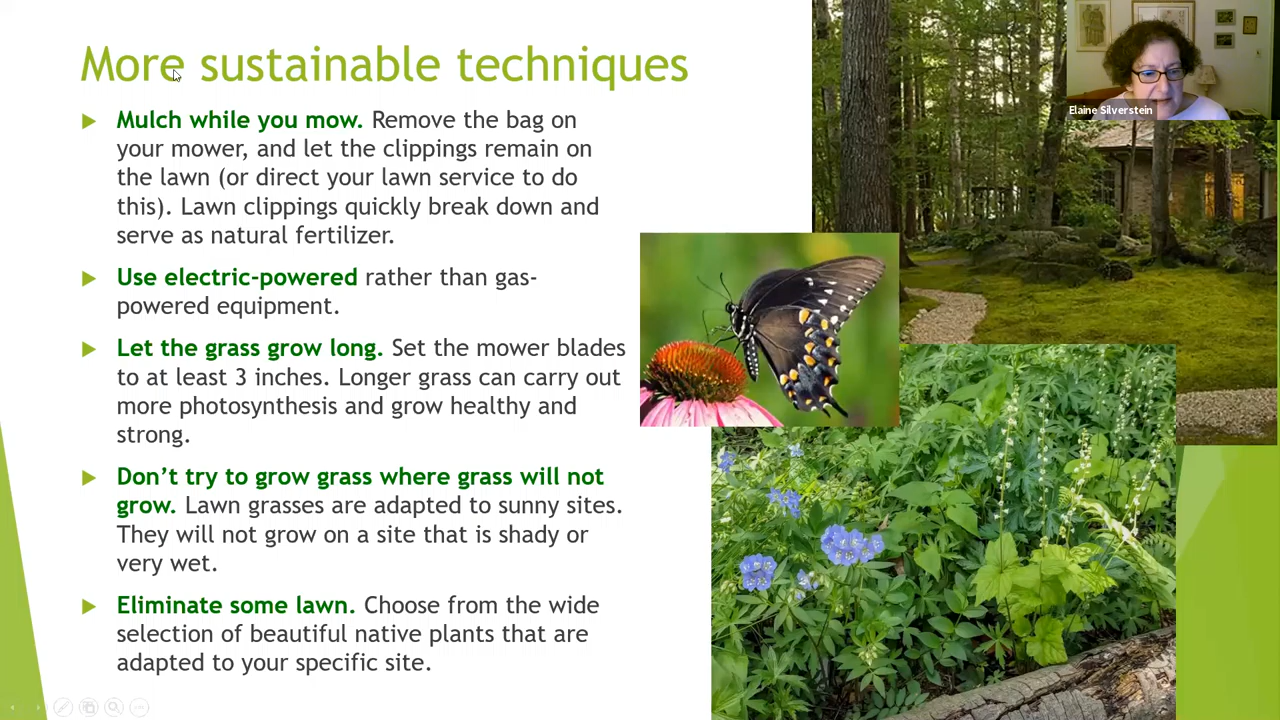 More sustainable techniques
Mulch while you mow. Remove the bag on
your mower, and let the clippings remain on
the lawn (or direct your lawn service to do
this). Lawn clippings quickly break down and
serve as natural fertilizer.
Use electric-powered rather than gas-
powered equipment.
Let the grass grow long. Set the mower blades
to at least 3 inches. Longer grass can carry out
more photosynthesis and grow healthy and
strong.
Don’t try to grow grass where grass will not
grow. Lawn grasses are adapted to sunny sites.
They will not grow on a site that is shady or
very wet.
Eliminate some lawn. Choose from the wide
selection of beautiful native plants that are
adapted to your specific site.
Elaine Silverstein